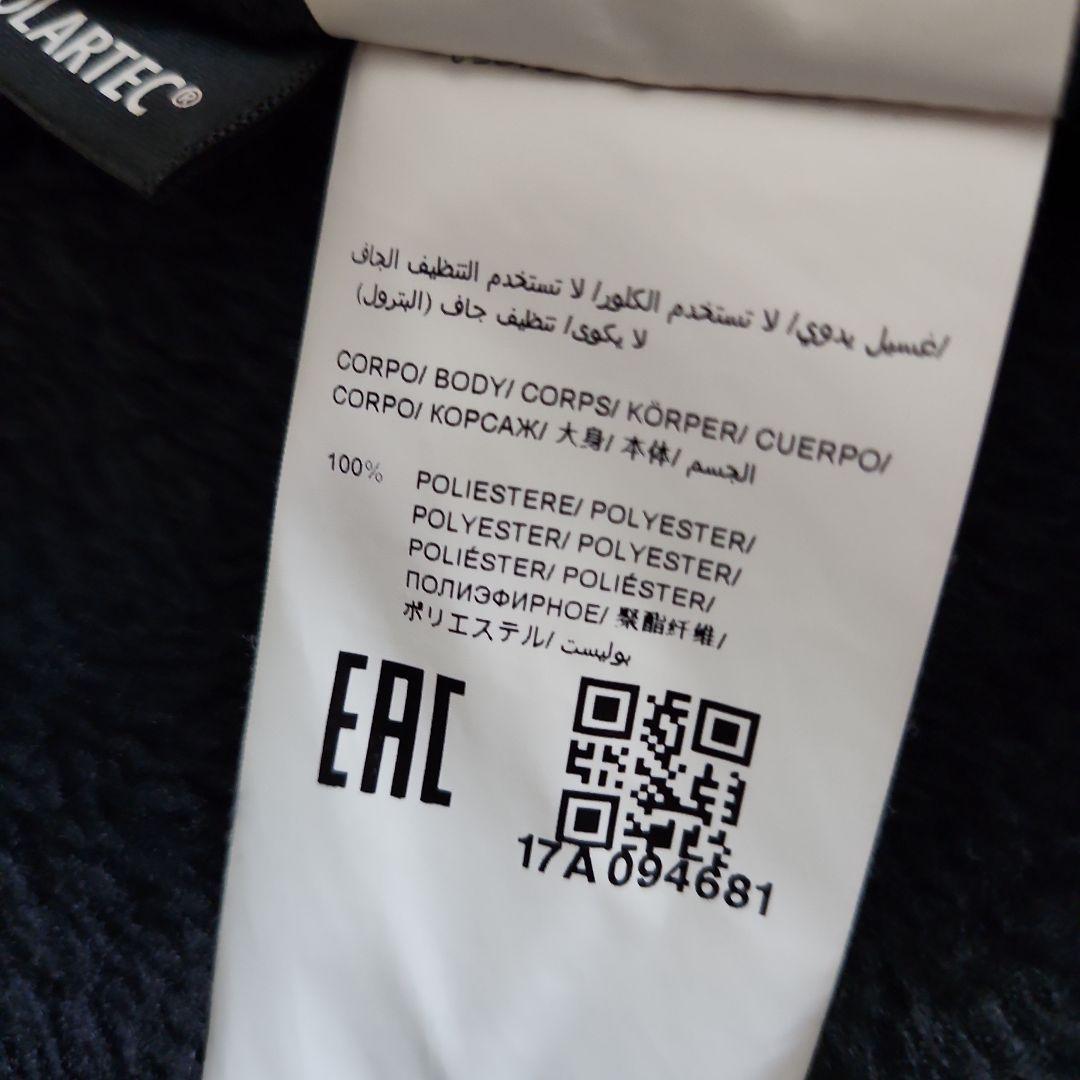 OLARTEC®
/غسيل يدوي/ لا تستخدم الكلور/ لا تستخدم التنظيف الجاف
لا يكوى/ تنظيف جاف (البترول)
CORPO/ BODY/ CORPS/ KÖRPER/ CUERPO/
CORPO/ КОРСАЖ/ 大身/ 本体/ الجسم
100% POLIESTERE/ POLYESTER/
POLYESTER/ POLYESTER/
POLIÉSTER/ POLIÉSTER/
ПОЛИЭФИРНОЕ/ 聚酯纤维/
ポリエステル/ بوليست
EAC
17A094681